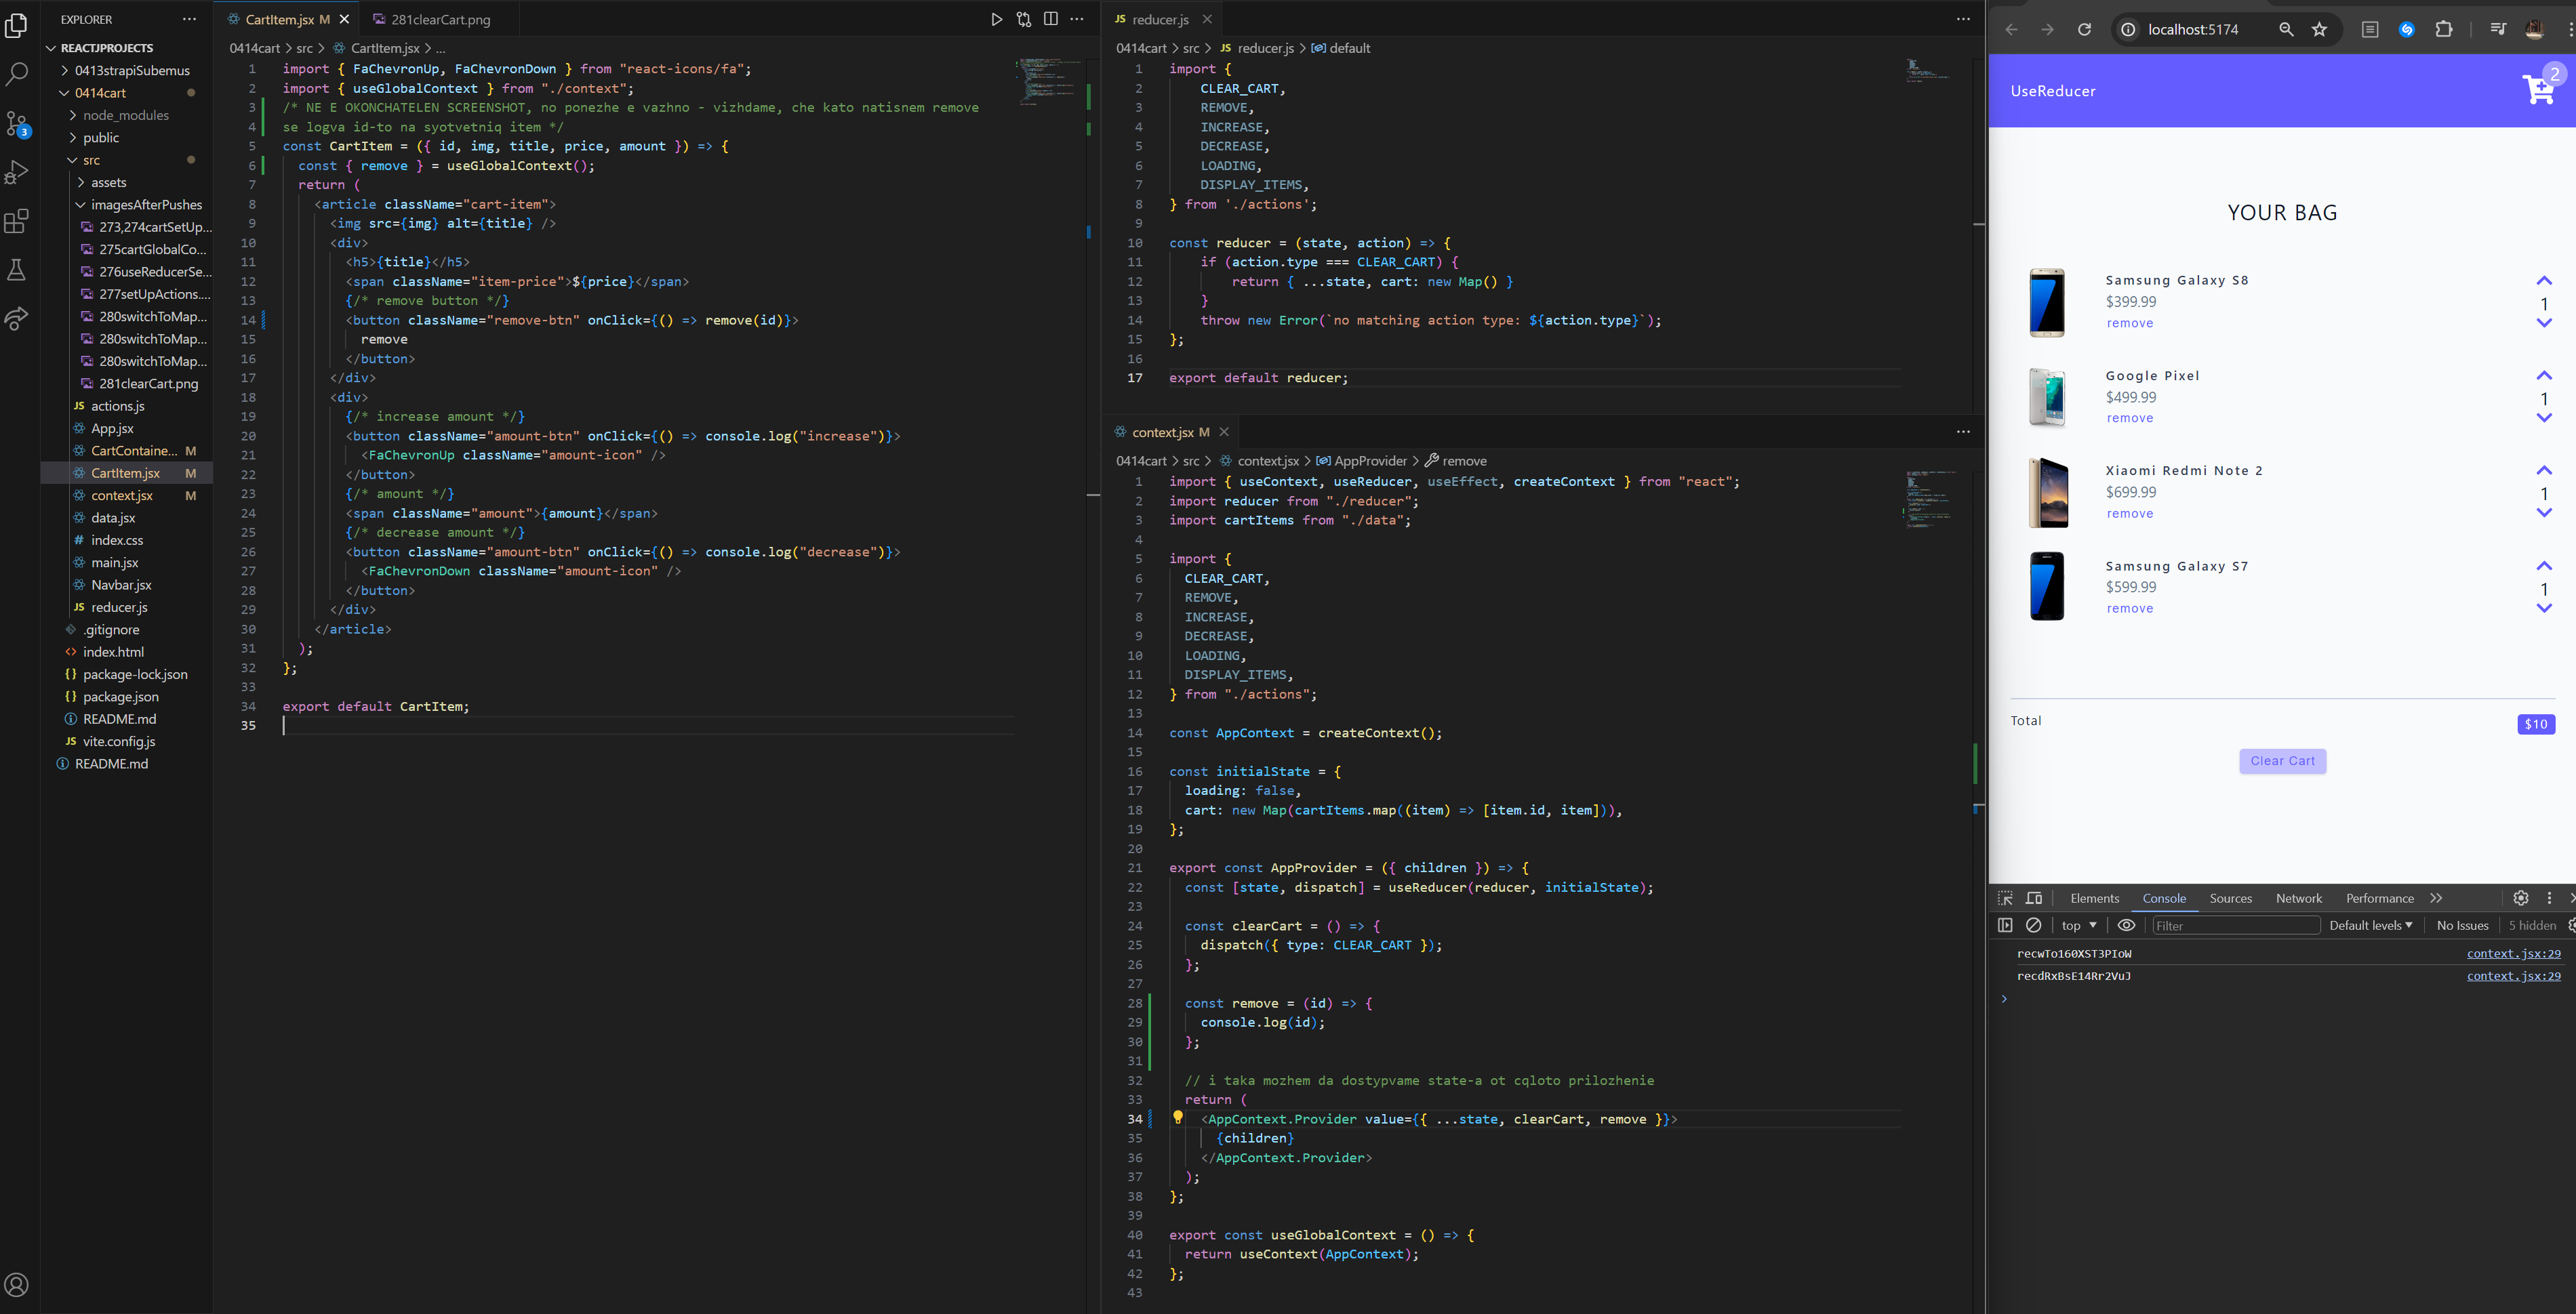 EXPLORER
REACTJPROJECTS
0413strapiSubemus
0414cart
node_modules
public
src
assets
imagesAfterPushes
273,274cartSetUp...
275cartGlobalCo...
276useReducerSe...
277setUpActions....
280switchToMap...
280switchToMap...
280switchToMap...
281clearCart.png
JS actions.js
App.jsx
CartContaine... M
CartItem.jsx M
context.jsx M
data.jsx
# index.css
main.jsx
Navbar.jsx
JS reducer.js
.gitignore
index.html
package-lock.json
package.json
README.md
JS vite.config.js
README.md
3
CartItem.jsx M
281clearCart.png
0414cart > src > CartItem.jsx > ...
1 import { FaChevronUp, FaChevronDown } from "react-icons/fa";
2 import { useGlobalContext } from "./context";
3 /* NE E OKONCHATELEN SCREENSHOT, no ponezhe e vazhno - vizhdame, che kato natisnem remove
4 se logva id-to na syotvetniq item */
5 const CartItem = ({ id, img, title, price, amount }) => {
6 const { remove } = useGlobalContext();
7 return (
8 <article className="cart-item">
9 <img src={img} alt={title} />
10 <div>
11 <h5>{title}</h5>
12 <span className="item-price">${price}</span>
13 {/* remove button */}
14 <button className="remove-btn" onClick={() => remove(id)}>
15 remove
16 </button>
17 </div>
18 <div>
19 {/* increase amount */}
20 <button className="amount-btn" onClick={() => console.log("increase")}>
21 <FaChevronUp className="amount-icon" />
22 </button>
23 {/* amount */}
24 <span className="amount">{amount}</span>
25 {/* decrease amount */}
26 <button className="amount-btn" onClick={() => console.log("decrease")}>
27 <FaChevronDown className="amount-icon" />
28 </button>
29 </div>
30 </article>
31 );
32 };
33
34 export default CartItem;
35
JS reducer.js
0414cart > src > JS reducer.js > default
1 import {
2 CLEAR_CART,
3 REMOVE,
4 INCREASE,
5 DECREASE,
6 LOADING,
7 DISPLAY_ITEMS,
8 } from './actions';
9
10 const reducer = (state, action) => {
11 if (action.type === CLEAR_CART) {
12 return { ...state, cart: new Map() }
13 }
14 throw new Error(`no matching action type: ${action.type}`);
15 };
16
17 export default reducer;
context.jsx M
0414cart > src > context.jsx > AppProvider > remove
1 import { useContext, useReducer, useEffect, createContext } from "react";
2 import reducer from "./reducer";
3 import cartItems from "./data";
4
5 import {
6 CLEAR_CART,
7 REMOVE,
8 INCREASE,
9 DECREASE,
10 LOADING,
11 DISPLAY_ITEMS,
12 } from "./actions";
13
14 const AppContext = createContext();
15
16 const initialState = {
17 loading: false,
18 cart: new Map(cartItems.map((item) => [item.id, item])),
19 };
20
21 export const AppProvider = ({ children }) => {
22 const [state, dispatch] = useReducer(reducer, initialState);
23
24 const clearCart = () => {
25 dispatch({ type: CLEAR_CART });
26 };
27
28 const remove = (id) => {
29 console.log(id);
30 };
31
32 // i taka mozhem da dostypvame state-a ot cqloto prilozhenie
33 return (
34 <AppContext.Provider value={{ ...state, clearCart, remove }}>
35 {children}
36 </AppContext.Provider>
37 );
38 };
39
40 export const useGlobalContext = () => {
41 return useContext(AppContext);
42 };
43
localhost:5174
UseReducer
2
YOUR BAG
Samsung Galaxy S8
$399.99
remove
1
Google Pixel
$499.99
remove
1
Xiaomi Redmi Note 2
$699.99
remove
1
Samsung Galaxy S7
$599.99
remove
1
Total
$10
Clear Cart
Elements Console Sources Network Performance
top Filter Default levels No Issues 5 hidden
recwTo160XST3PIoW context.jsx:29
recdRxBsE14Rr2VuJ context.jsx:29